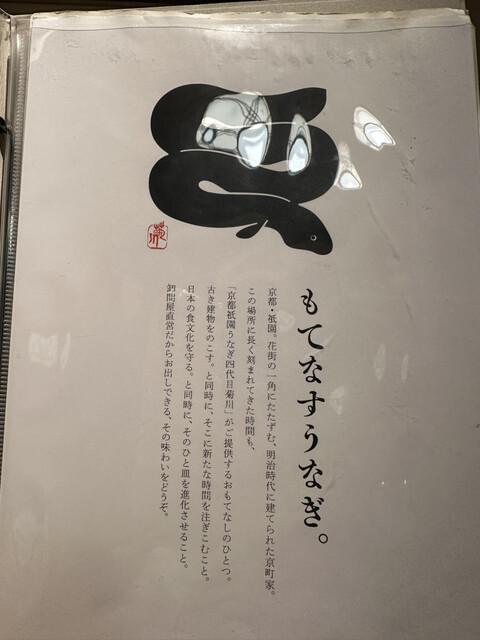 もてなすうなぎ。
京都・祇園。花街の一角にたたずむ、明治時代に建てられた京町家。
この場所に長く刻まれてきた時間も、
「京都祇園うなぎ四代目菊川」がご提供するおもてなしのひとつ。
古き建物をのこす。と同時に、そこに新たな時間を注ぎこむこと。
日本の食文化を守る。と同時に、そのひと皿を進化させること。
鰻問屋直営だからお出しできる、その味わいをどうぞ。
菊川